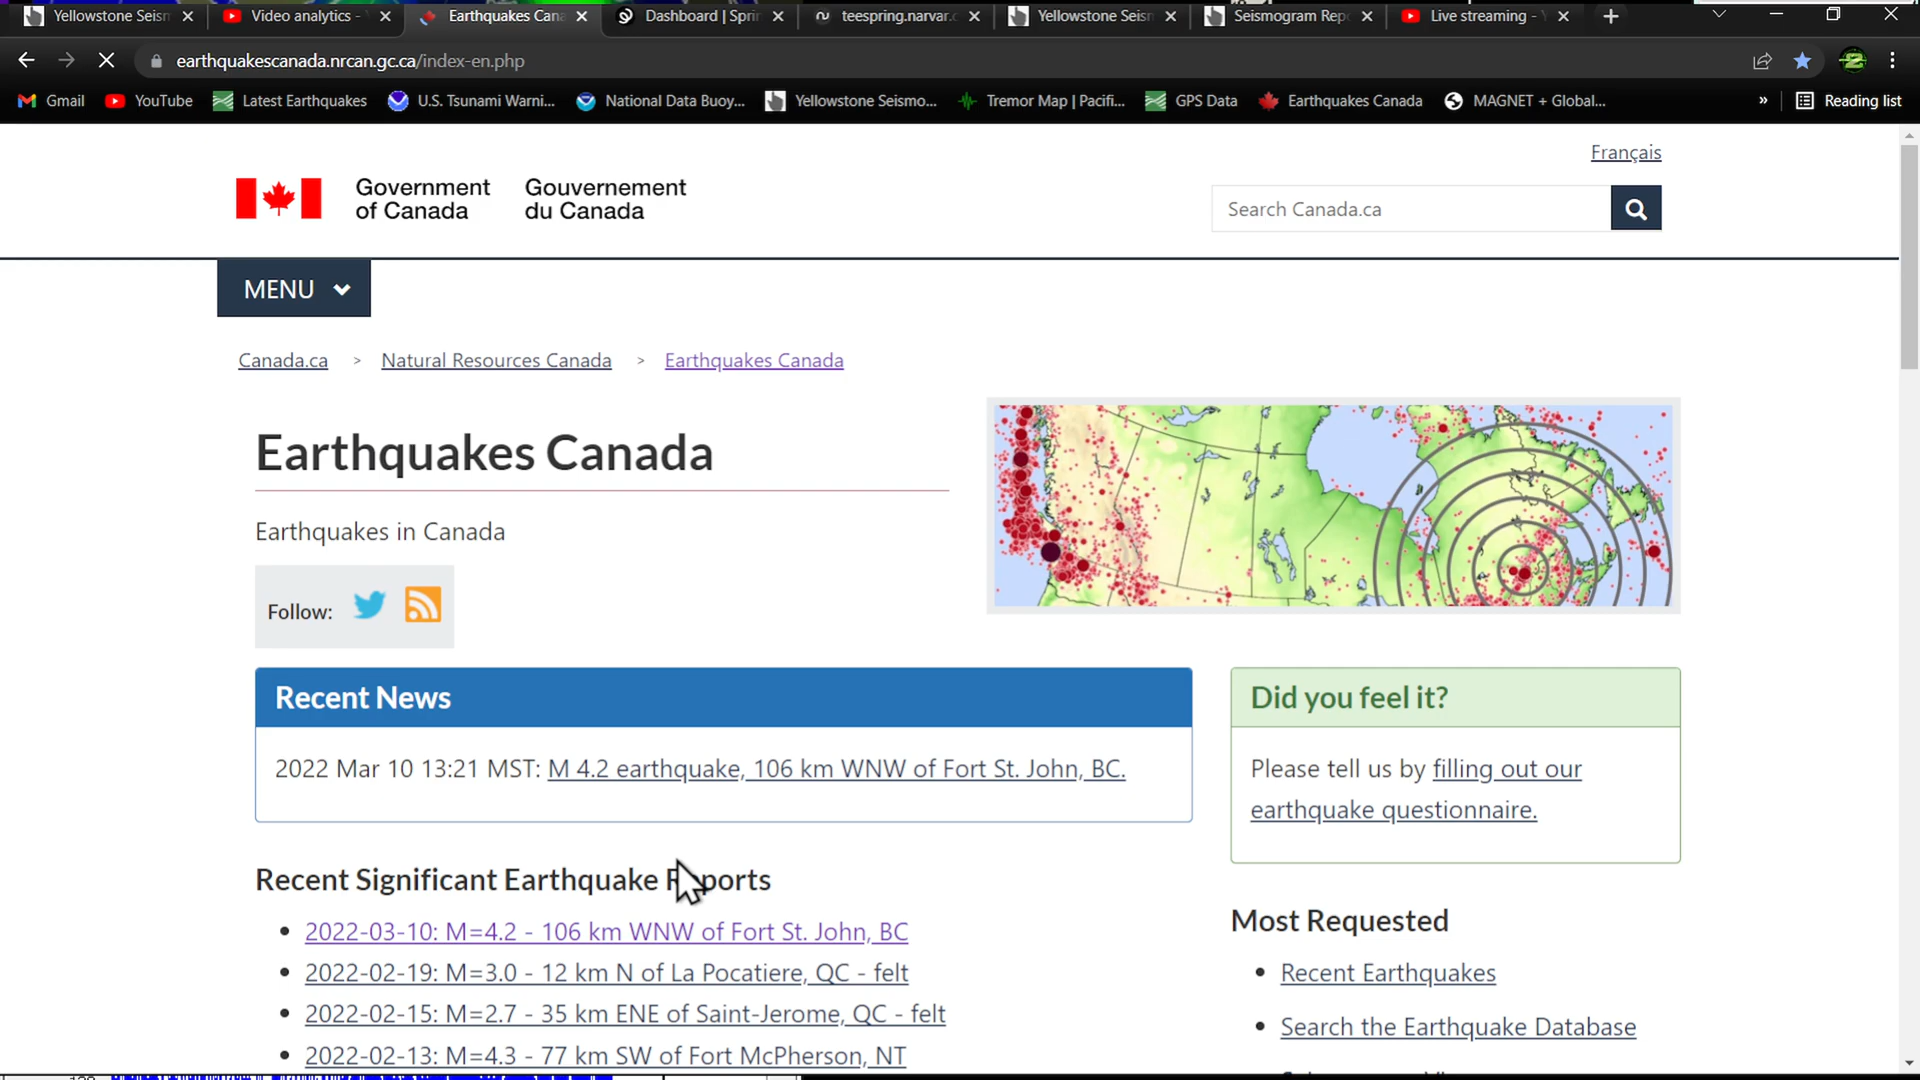 Yellowstone Seism
Video analytics -
Earthquakes Cana
Dashboard | Sprin
teespring.narvar.c
Yellowstone Seism
Seismogram Rep
Live streaming -
earthquakescanada.nrcan.gc.ca/index-en.php
Gmail
YouTube
Latest Earthquakes
U.S. Tsunami Warni...
National Data Buoy...
Yellowstone Seismo...
Tremor Map | Pacifi...
GPS Data
Earthquakes Canada
MAGNET + Global...
»
Reading list
Français
Government
of Canada
Gouvernement
du Canada
Search Canada.ca
MENU
Canada.ca > Natural Resources Canada > Earthquakes Canada
Earthquakes Canada
Earthquakes in Canada
Follow:
Recent News
2022 Mar 10 13:21 MST: M 4.2 earthquake, 106 km WNW of Fort St. John, BC.
Did you feel it?
Please tell us by filling out our
earthquake questionnaire.
Recent Significant Earthquake Reports
• 2022-03-10: M=4.2 - 106 km WNW of Fort St. John, BC
• 2022-02-19: M=3.0 - 12 km N of La Pocatiere, QC - felt
• 2022-02-15: M=2.7 - 35 km ENE of Saint-Jerome, QC - felt
• 2022-02-13: M=4.3 - 77 km SW of Fort McPherson, NT
Most Requested
• Recent Earthquakes
• Search the Earthquake Database